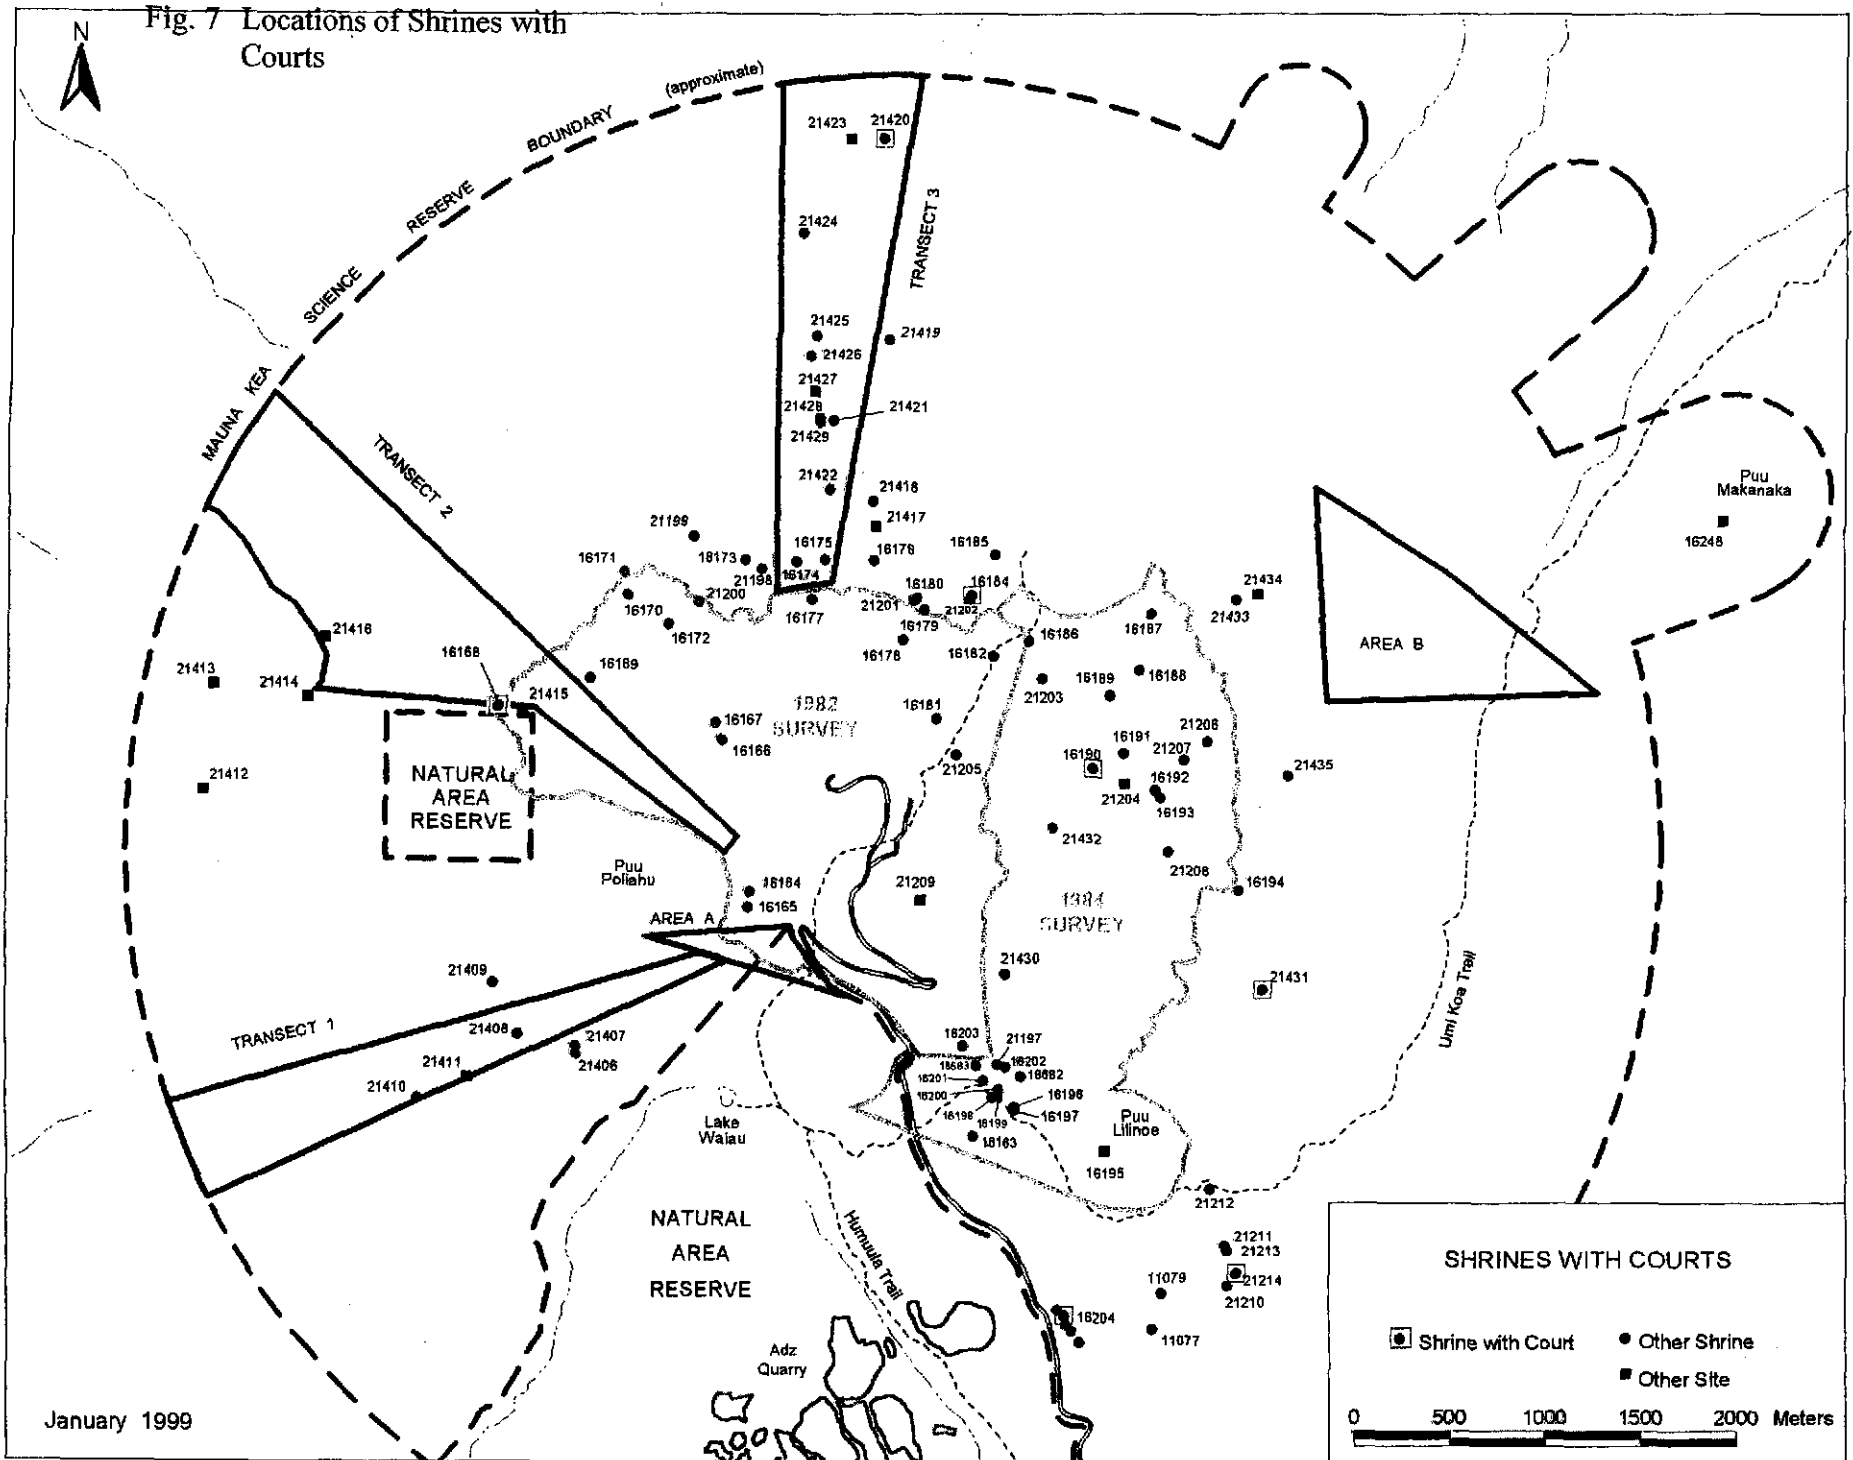 Fig. 7 Locations of Shrines with
Courts
N
(approximate)
BOUNDARY
RESERVE
SCIENCE
MAUNA KEA
21423
21420
21424
TRANSECT 3
21425
21419
21426
21427
21428
21421
21429
TRANSECT 2
21422
21418
21417
Puu
Makanaka
16248
21199
16171
16173
16175
16176
16185
21198
16174
16170
21200
16177
16180
16184
21201
21202
16179
21434
21433
16172
16178
16182
16186
16187
AREA B
21416
16168
16169
21413
21414
21415
21203
16189
16188
1982
SURVEY
16167
16166
16181
21205
16190
16191
21206
21207
16192
21204
16193
21435
21412
NATURAL
AREA
RESERVE
21432
21208
Puu
Poliahu
16164
16165
21209
16194
1984
SURVEY
AREA A
21409
21430
21431
TRANSECT 1
21408
21407
21406
21411
21410
Umi Koa Trail
16203
21197
16202
16201
16200
16198
16199
16197
16163
Lake
Waiau
Puu
Lilinoe
16195
21212
NATURAL
AREA
RESERVE
Humuula Trail
21211
21213
21214
21210
11079
11077
16204
Adz
Quarry
January 1999
SHRINES WITH COURTS
Shrine with Court
Other Shrine
Other Site
0 500 1000 1500 2000 Meters